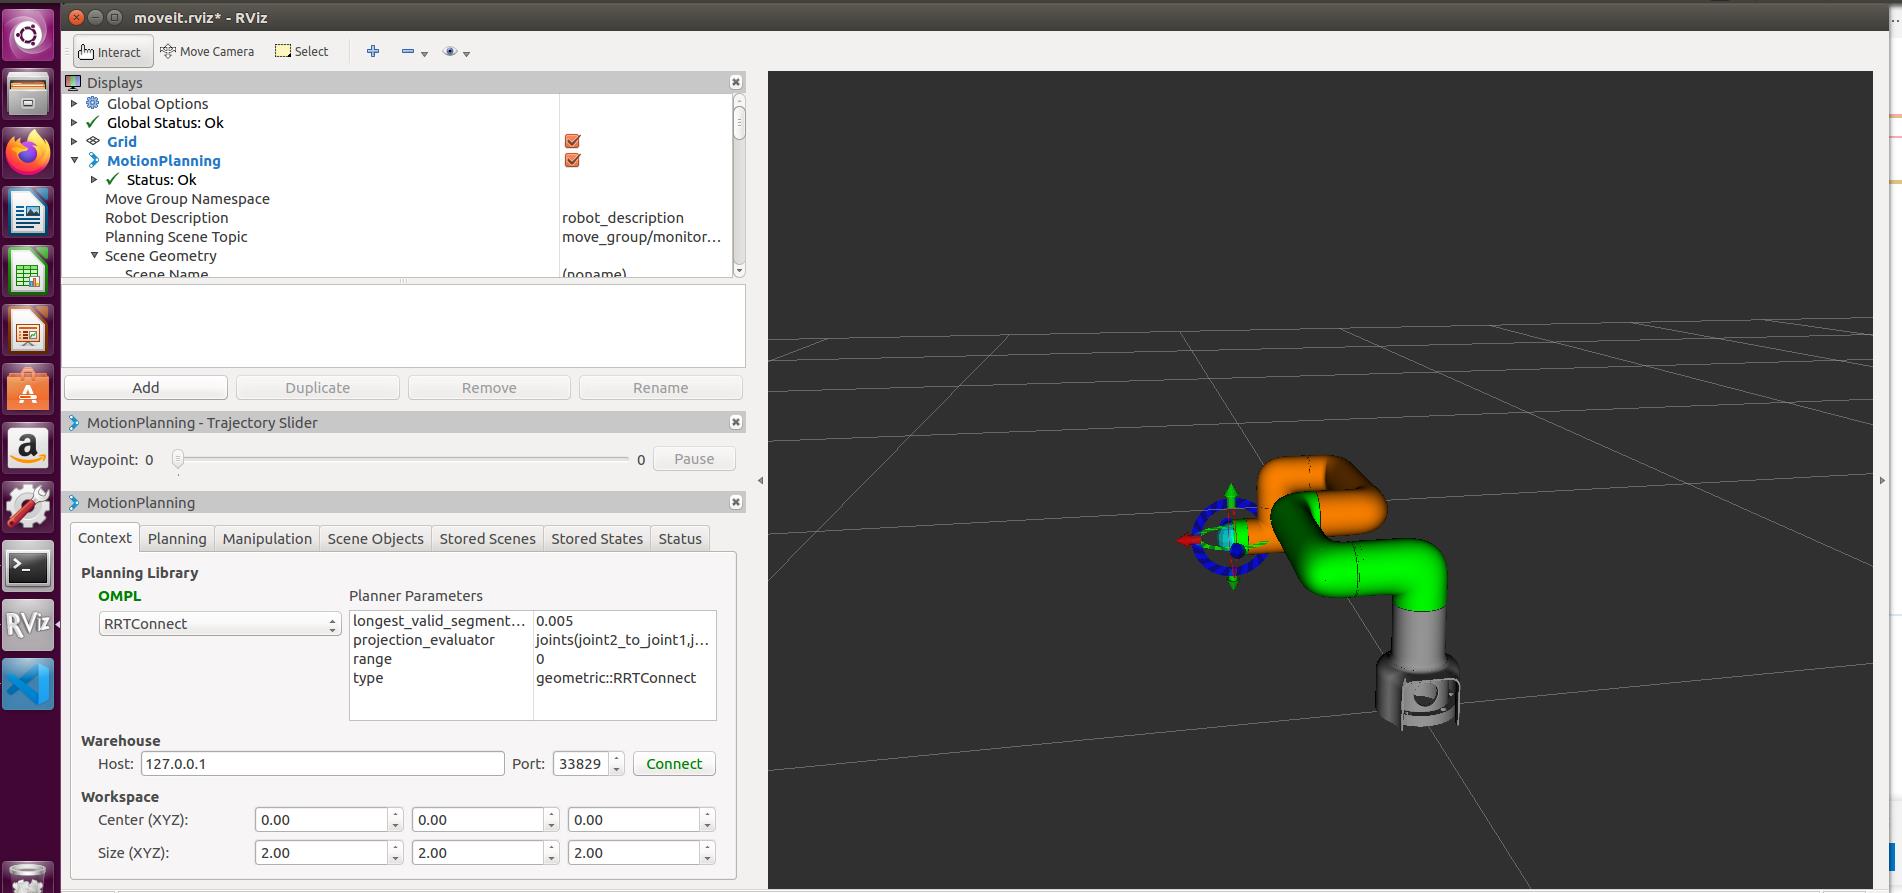 moveit.rviz* - RViz
Interact Move Camera Select
Displays
Global Options
Global Status: Ok
Grid
MotionPlanning
Status: Ok
Move Group Namespace
Robot Description robot_description
Planning Scene Topic move_group/monitor...
Scene Geometry
Scene Name (noname)
Add Duplicate Remove Rename
MotionPlanning - Trajectory Slider
Waypoint: 0 0 Pause
MotionPlanning
Context Planning Manipulation Scene Objects Stored Scenes Stored States Status
Planning Library
OMPL Planner Parameters
RRTConnect
longest_valid_segment... 0.005
projection_evaluator joints(joint2_to_joint1,j...
range 0
type geometric::RRTConnect
Warehouse
Host: 127.0.0.1 Port: 33829 Connect
Workspace
Center (XYZ): 0.00 0.00 0.00
Size (XYZ): 2.00 2.00 2.00
RViz